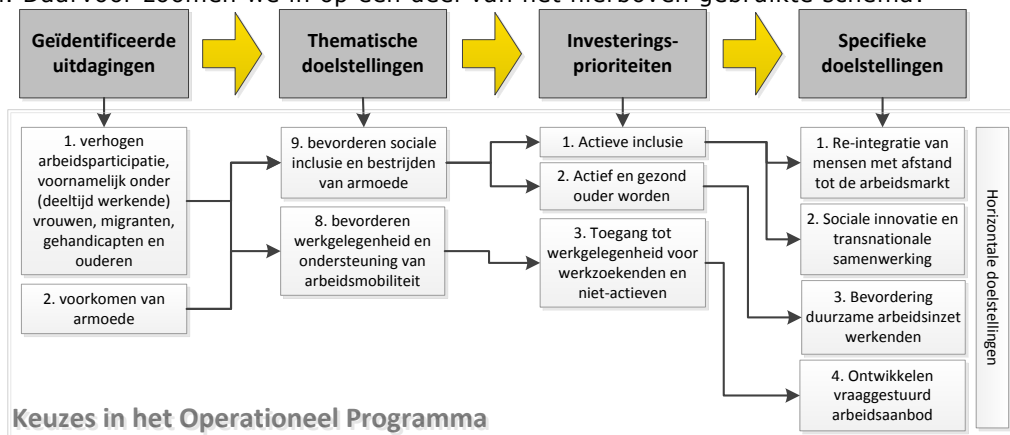 Daarvoor zoomen we in op een deel van het hierboven gebruikte schema:
Geïdentificeerde
uitdagingen
Thematische
doelstellingen
Investerings-
prioriteiten
Specifieke
doelstellingen
1. verhogen
arbeidsparticipatie,
voornamelijk onder
(deeltijd werkende)
vrouwen, migranten,
gehandicapten en
ouderen
2. voorkomen van
armoede
9. bevorderen sociale
inclusie en bestrijden
van armoede
8. bevorderen
werkgelegenheid en
ondersteuning van
arbeidsmobiliteit
1. Actieve inclusie
2. Actief en gezond
ouder worden
3. Toegang tot
werkgelegenheid voor
werkzoekenden en
niet-actieven
1. Re-integratie van
mensen met afstand
tot de arbeidsmarkt
2. Sociale innovatie en
transnationale
samenwerking
3. Bevordering
duurzame arbeidsinzet
werkenden
4. Ontwikkelen
vraaggestuurd
arbeidsaanbod
Horizontale doelstellingen
Keuzes in het Operationeel Programma